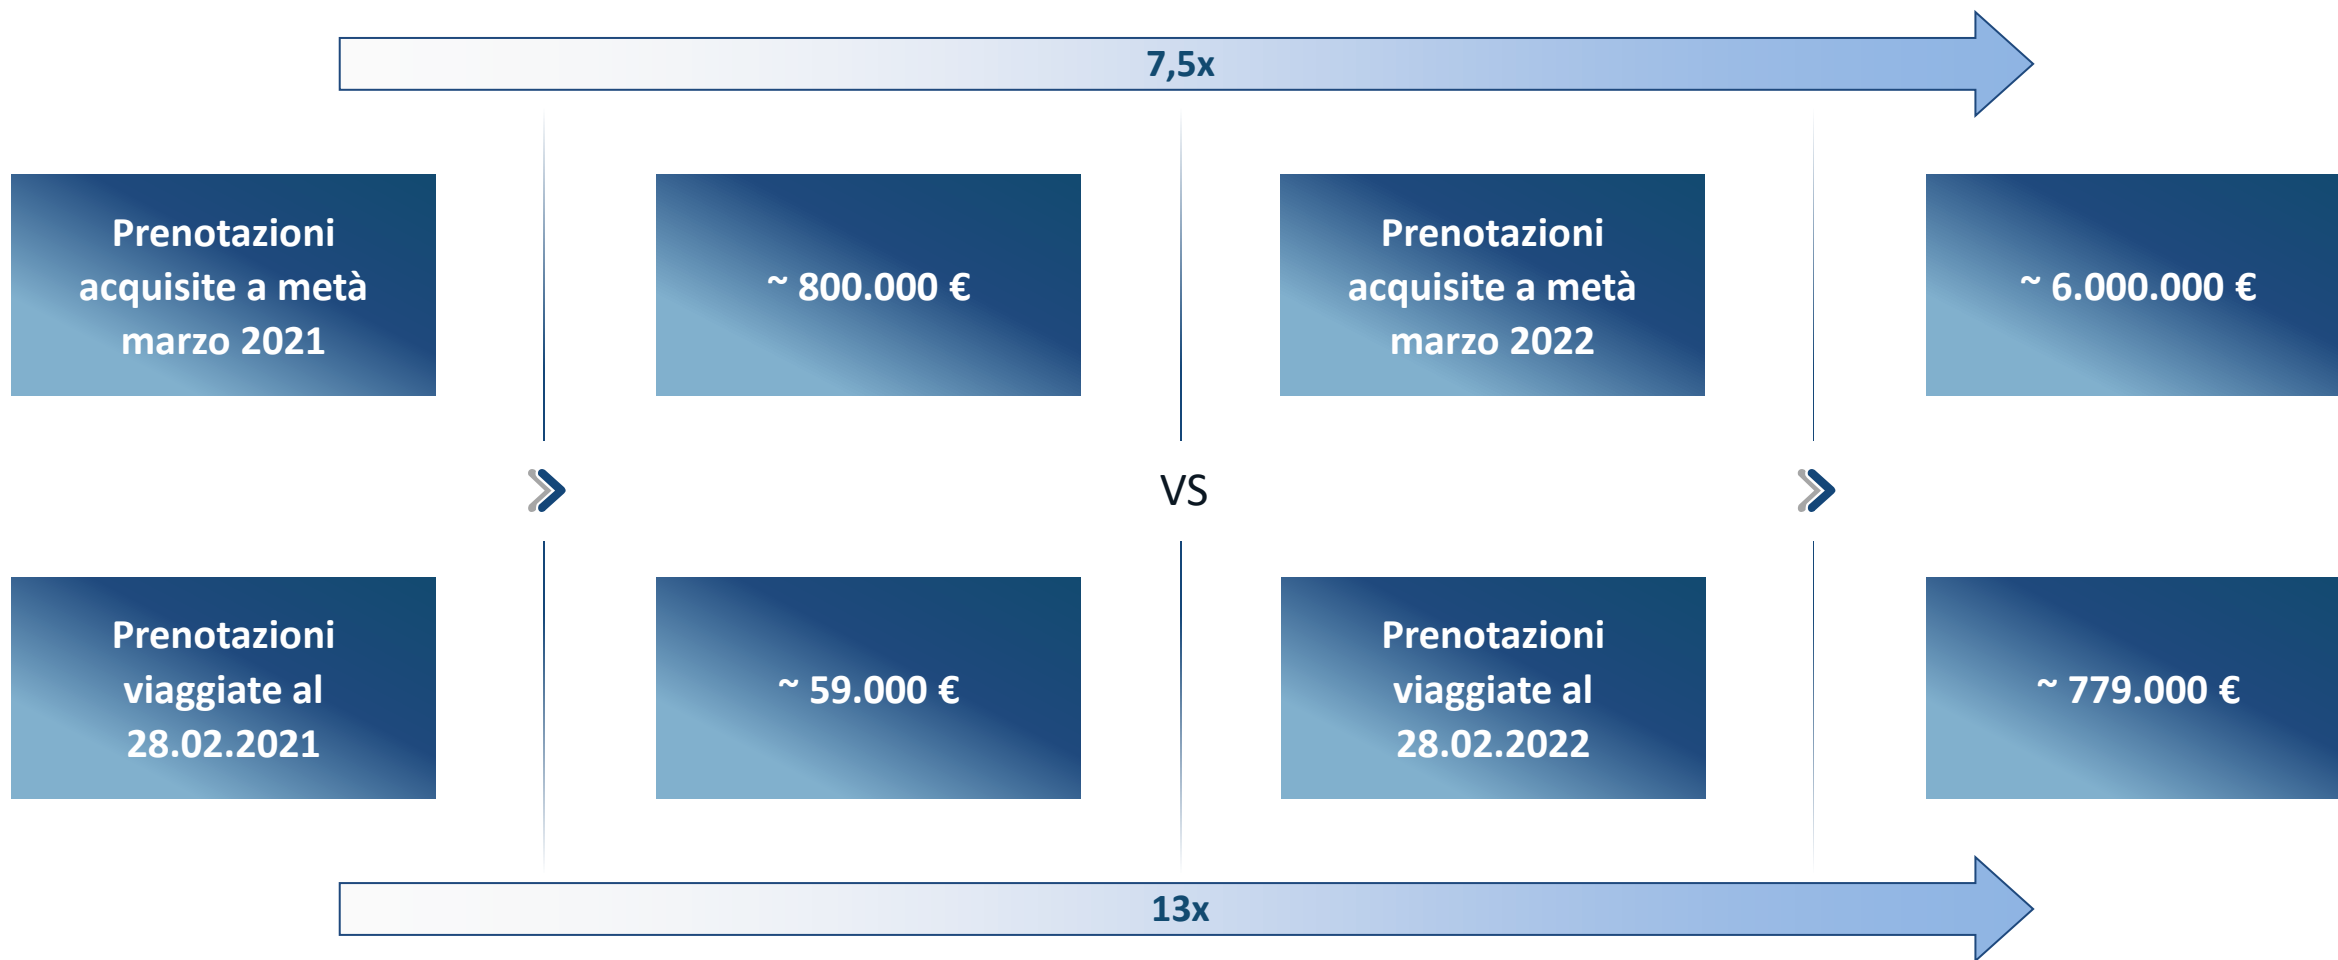 7,5x
Prenotazioni
acquisite a metà
marzo 2021
~ 800.000 €
Prenotazioni
acquisite a metà
marzo 2022
~ 6.000.000 €
VS
Prenotazioni
viaggiate al
28.02.2021
~ 59.000 €
Prenotazioni
viaggiate al
28.02.2022
~ 779.000 €
13x